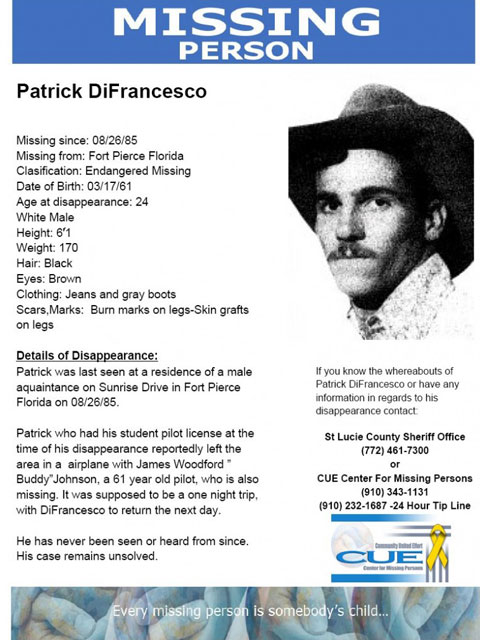 MISSING
PERSON
Patrick DiFrancesco
Missing since: 08/26/85
Missing from: Fort Pierce Florida
Clasification: Endangered Missing
Date of Birth: 03/17/61
Age at disappearance: 24
White Male
Height: 6'1
Weight: 170
Hair: Black
Eyes: Brown
Clothing: Jeans and gray boots
Scars,Marks:  Burn marks on legs-Skin grafts
on legs
Details of Disappearance:
Patrick was last seen at a residence of a male
aquaintance on Sunrise Drive in Fort Pierce
Florida on 08/26/85.
Patrick who had his student pilot license at the
time of his disappearance reportedly left the
area in a  airplane with James Woodford ”
Buddy”Johnson, a 61 year old pilot, who is also
missing. It was supposed to be a one night trip,
with DiFrancesco to return the next day.
He has never been seen or heard from since.
His case remains unsolved.
If you know the whereabouts of
Patrick DiFrancesco or have any
information in regards to his
disappearance contact:
St Lucie County Sheriff Office
(772) 461-7300
or
CUE Center For Missing Persons
(910) 343-1131
(910) 232-1687 -24 Hour Tip Line
Community United Effort
CUE
Center for Missing Persons
Every missing person is somebody's child...